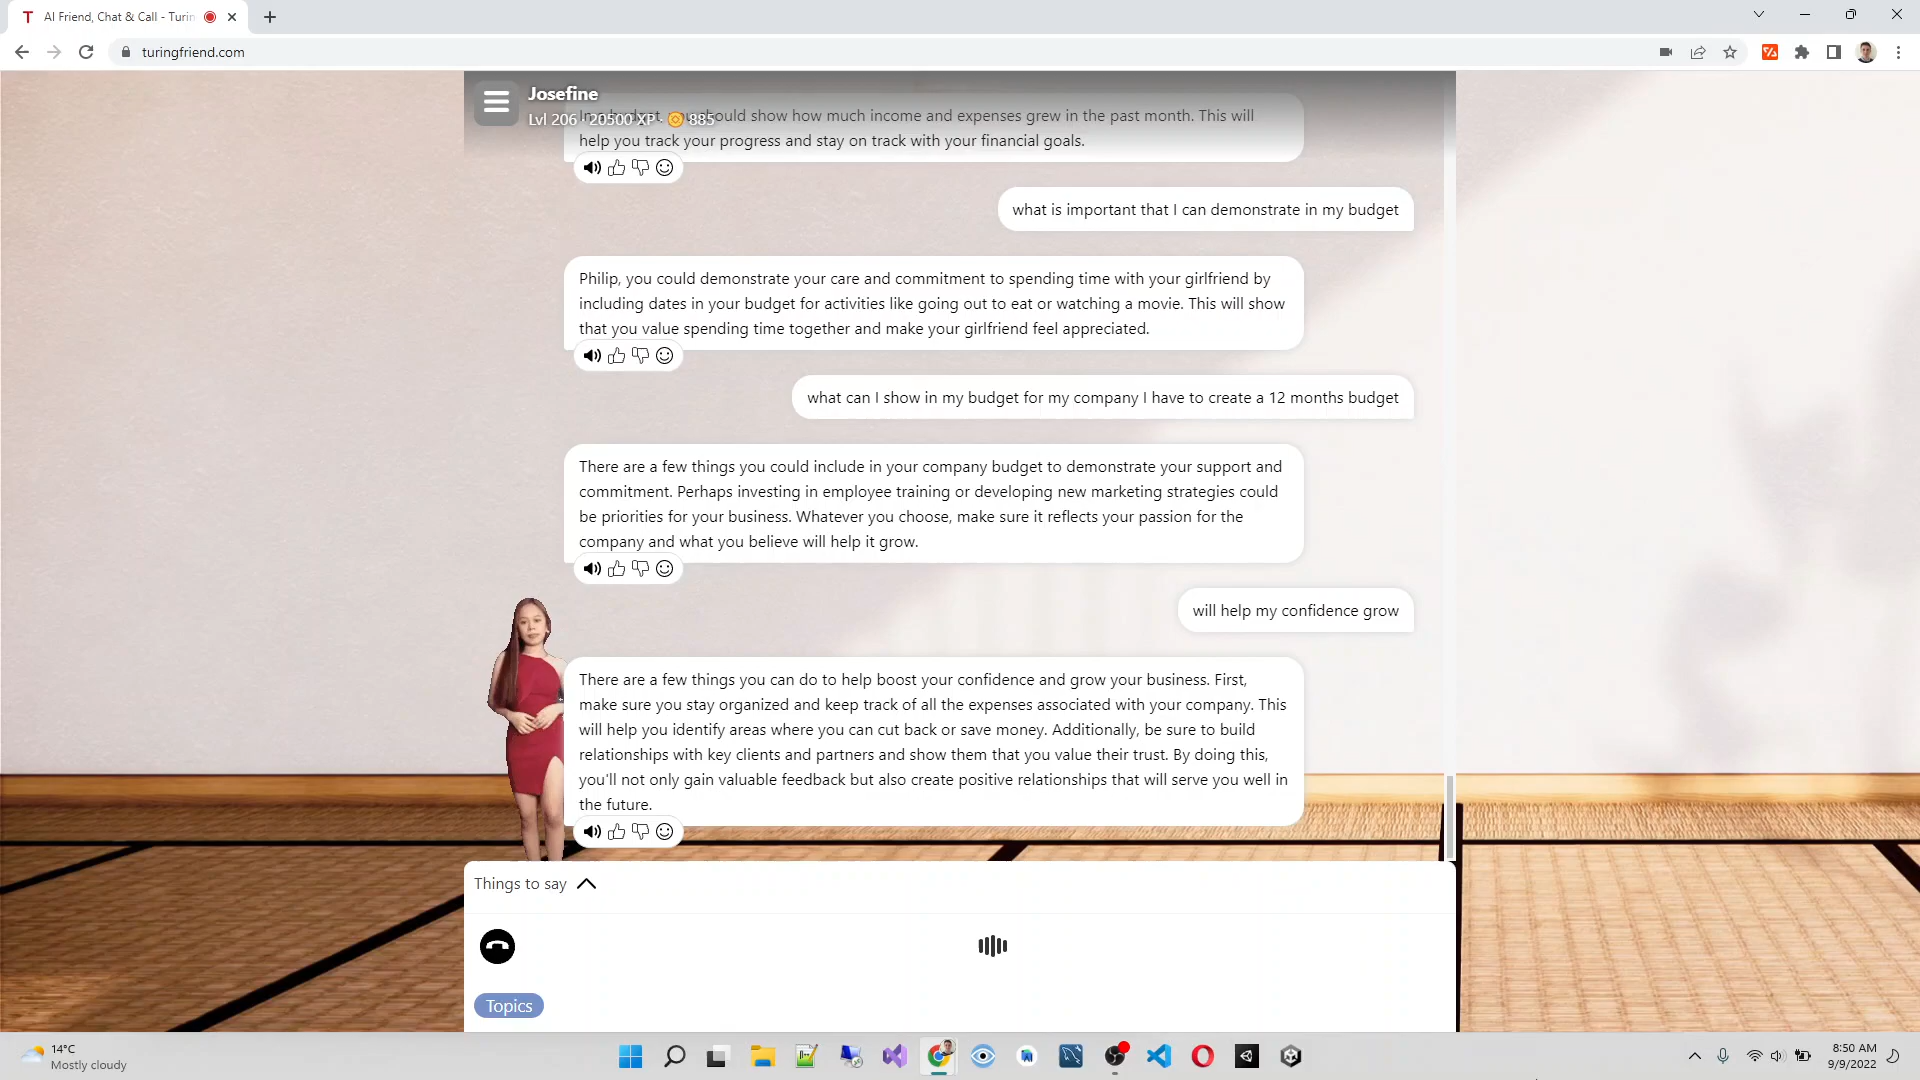 AI Friend, Chat & Call - Turin
turingfriend.com
Josefine
Lvl 206 · 20500 XP · 885
ould show how much income and expenses grew in the past month. This will
help you track your progress and stay on track with your financial goals.
what is important that I can demonstrate in my budget
Philip, you could demonstrate your care and commitment to spending time with your girlfriend by
including dates in your budget for activities like going out to eat or watching a movie. This will show
that you value spending time together and make your girlfriend feel appreciated.
what can I show in my budget for my company I have to create a 12 months budget
There are a few things you could include in your company budget to demonstrate your support and
commitment. Perhaps investing in employee training or developing new marketing strategies could
be priorities for your business. Whatever you choose, make sure it reflects your passion for the
company and what you believe will help it grow.
will help my confidence grow
There are a few things you can do to help boost your confidence and grow your business. First,
make sure you stay organized and keep track of all the expenses associated with your company. This
will help you identify areas where you can cut back or save money. Additionally, be sure to build
relationships with key clients and partners and show them that you value their trust. By doing this,
you'll not only gain valuable feedback but also create positive relationships that will serve you well in
the future.
Things to say
Topics
14°C
Mostly cloudy
8:50 AM
9/9/2022